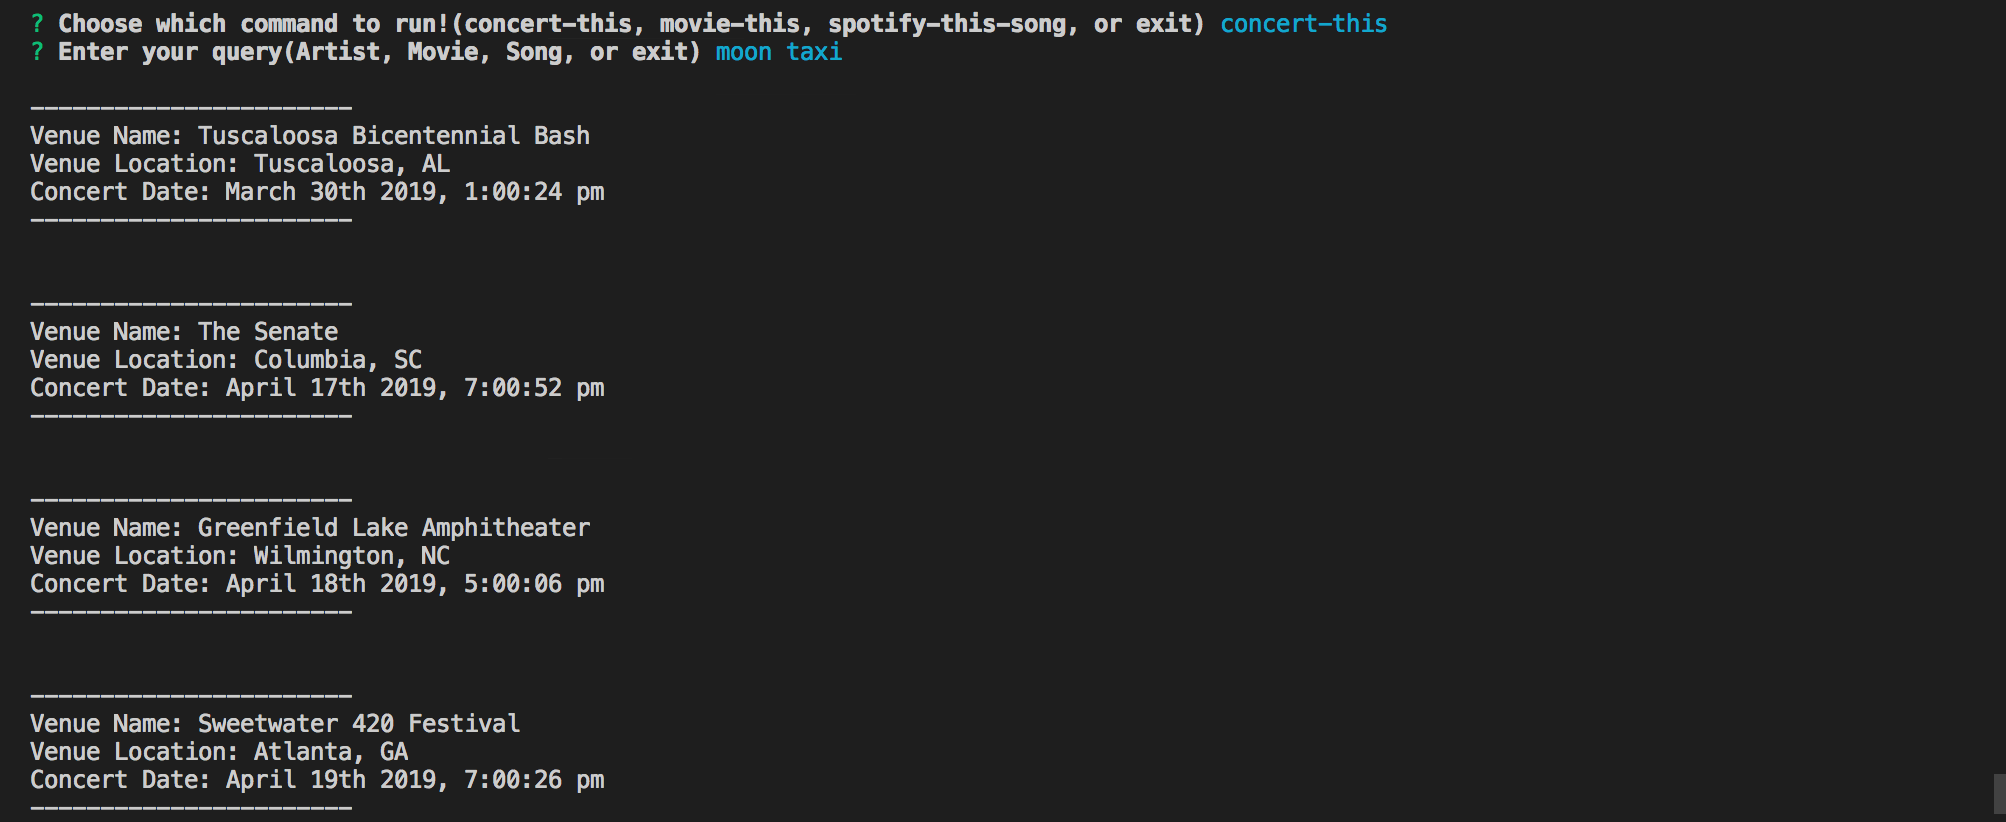 ? Choose which command to run!(concert-this, movie-this, spotify-this-song, or exit) concert-this
? Enter your query(Artist, Movie, Song, or exit) moon taxi
-----------------------
Venue Name: Tuscaloosa Bicentennial Bash
Venue Location: Tuscaloosa, AL
Concert Date: March 30th 2019, 1:00:24 pm
-----------------------
-----------------------
Venue Name: The Senate
Venue Location: Columbia, SC
Concert Date: April 17th 2019, 7:00:52 pm
-----------------------
-----------------------
Venue Name: Greenfield Lake Amphitheater
Venue Location: Wilmington, NC
Concert Date: April 18th 2019, 5:00:06 pm
-----------------------
-----------------------
Venue Name: Sweetwater 420 Festival
Venue Location: Atlanta, GA
Concert Date: April 19th 2019, 7:00:26 pm
-----------------------